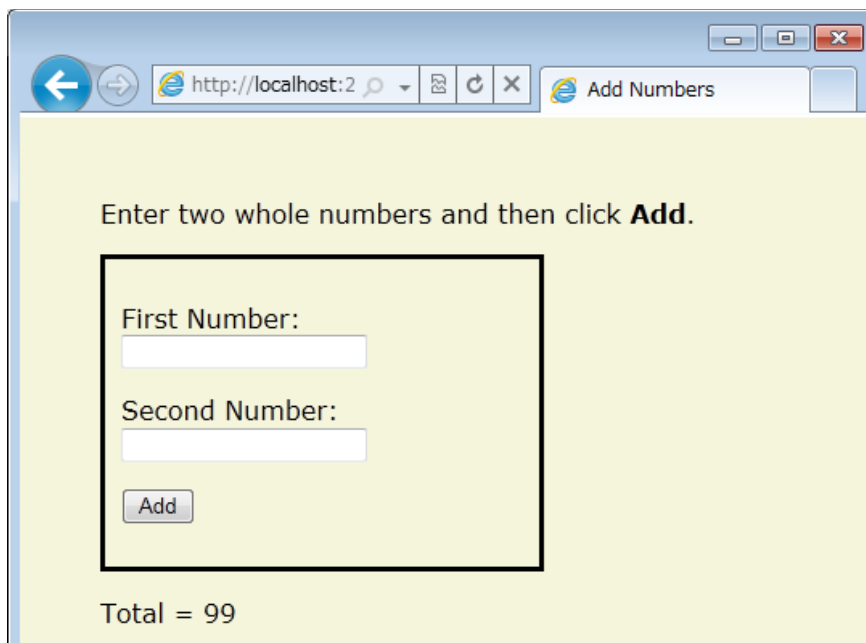 http://localhost:2
Add Numbers
Enter two whole numbers and then click Add.
First Number:
Second Number:
Add
Total = 99